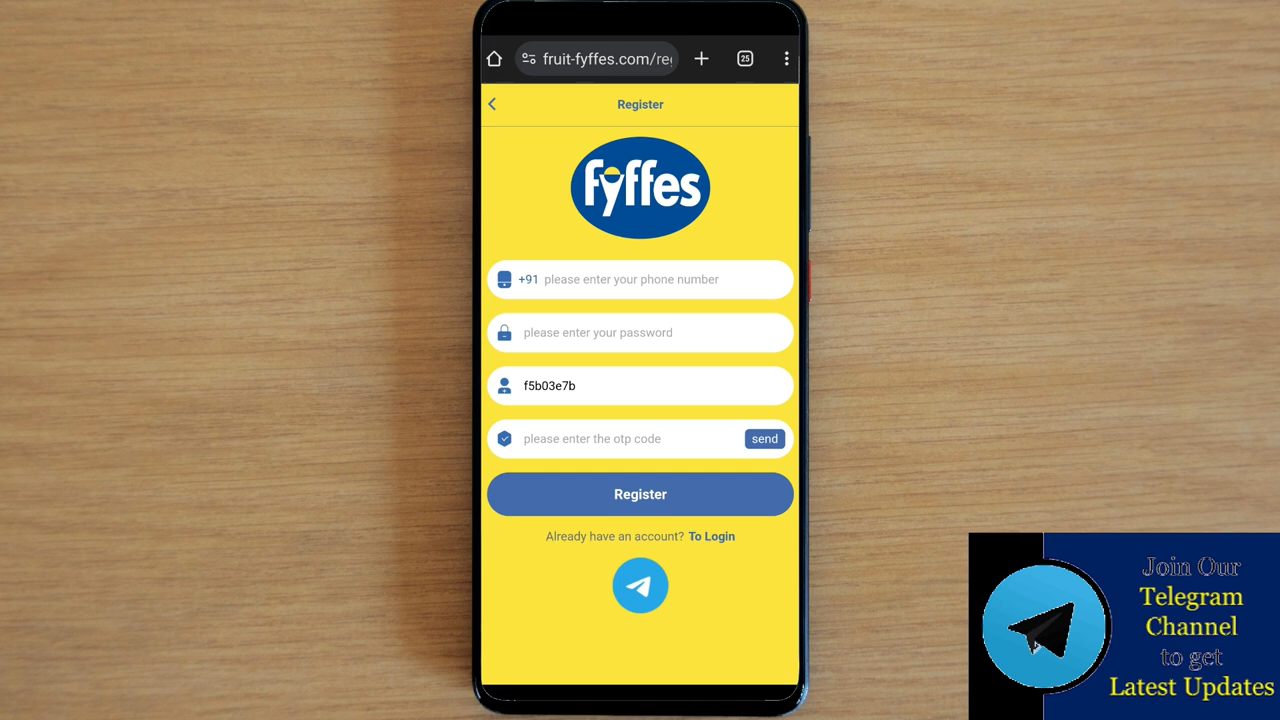 fruit-fyffes.com/re
25
Register
fyffes
+91 please enter your phone number
please enter your password
f5b03e7b
please enter the otp code
send
Register
Already have an account? To Login
Join Our
Telegram
Channel
to get
Latest Updates